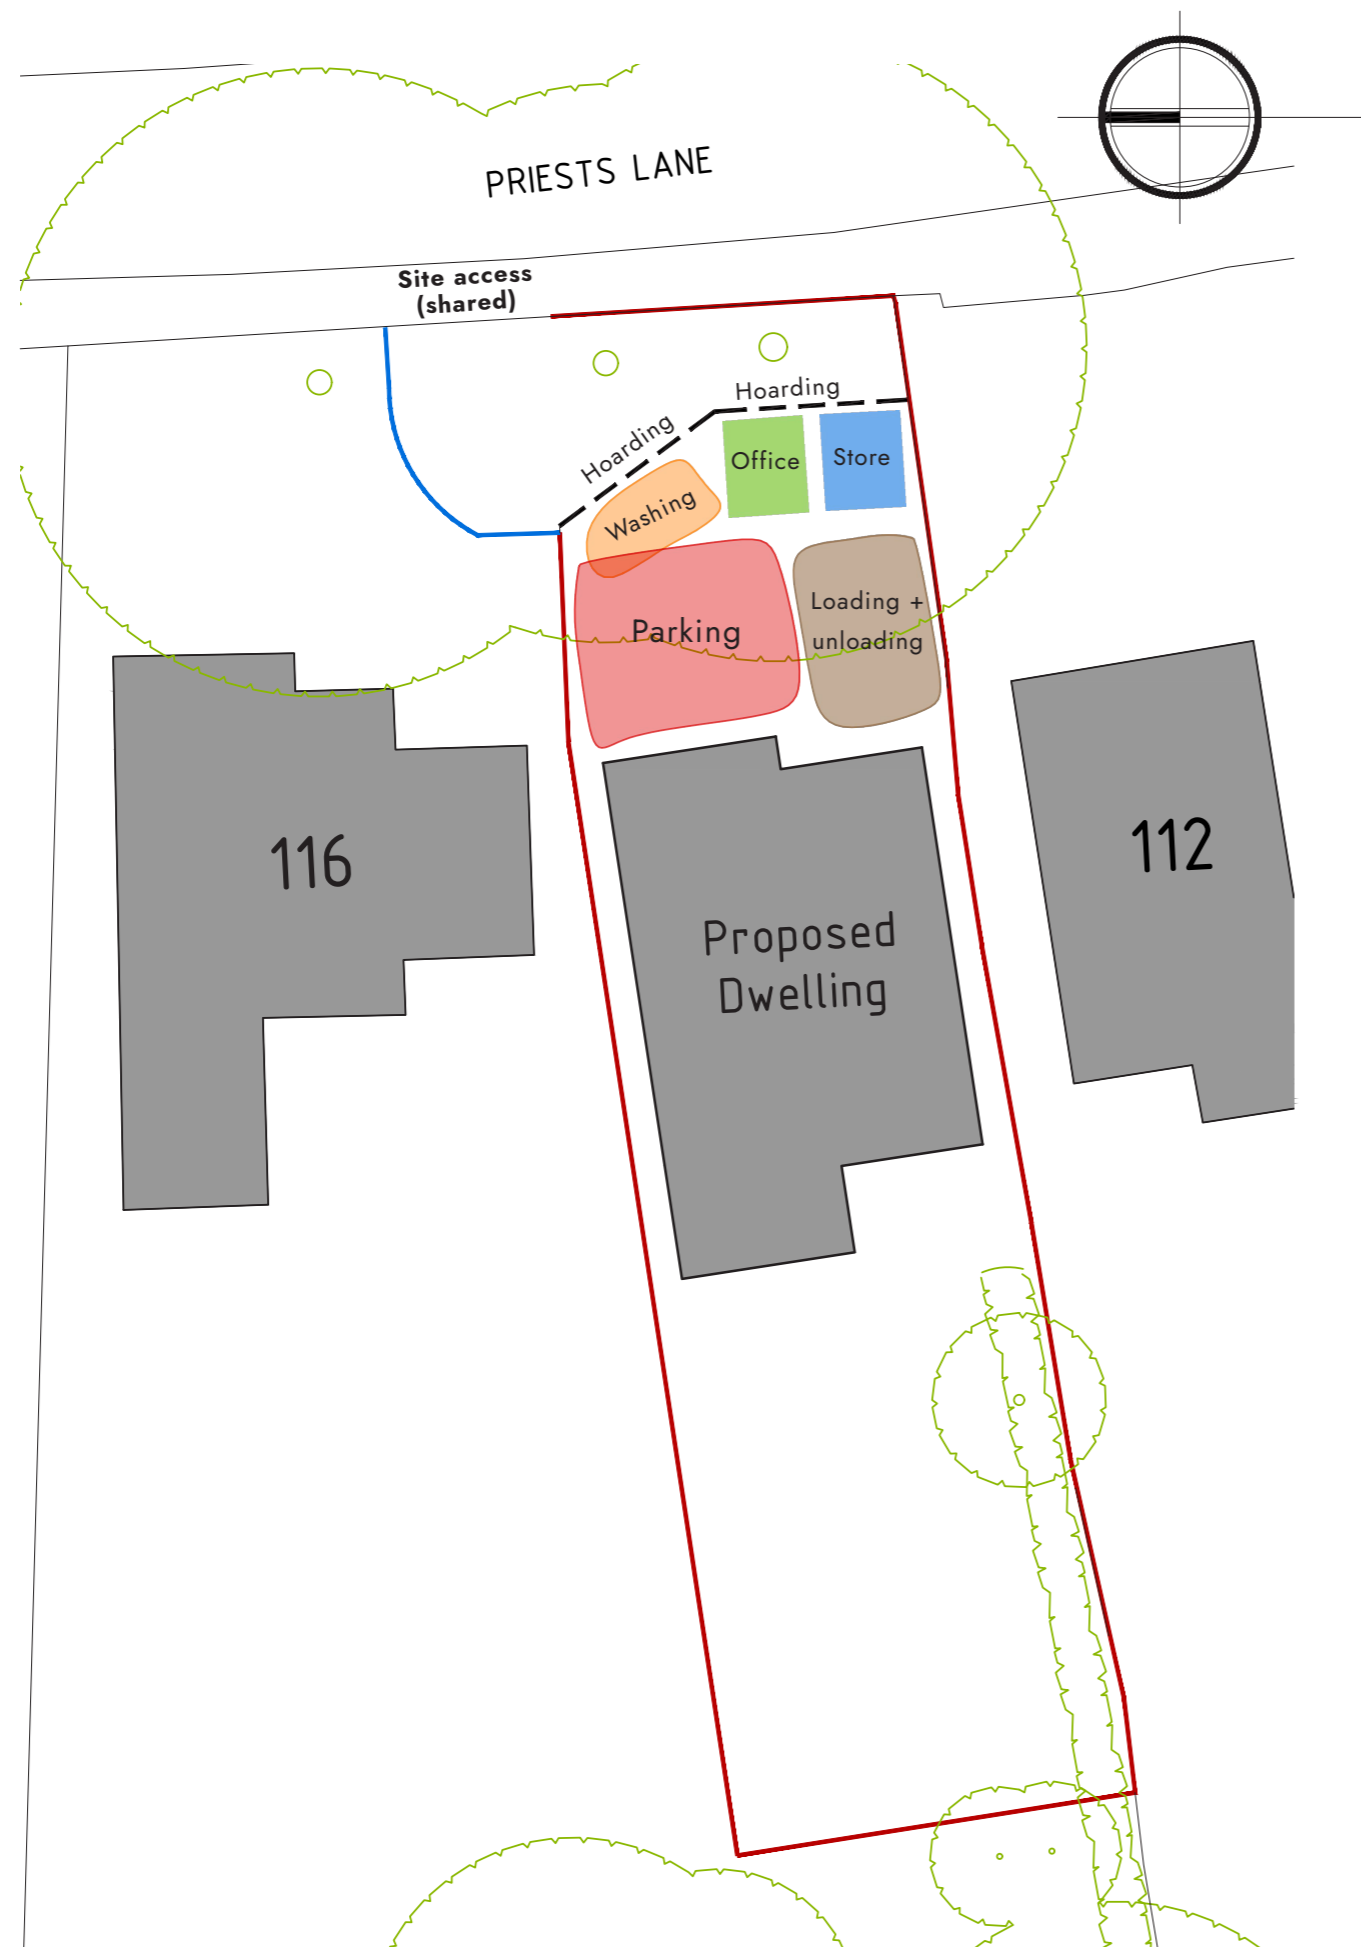 PRIESTS LANE
Site access
(shared)
Hoarding
Hoarding
Office
Store
Washing
Loading +
unloading
Parking
116
112
Proposed
Dwelling